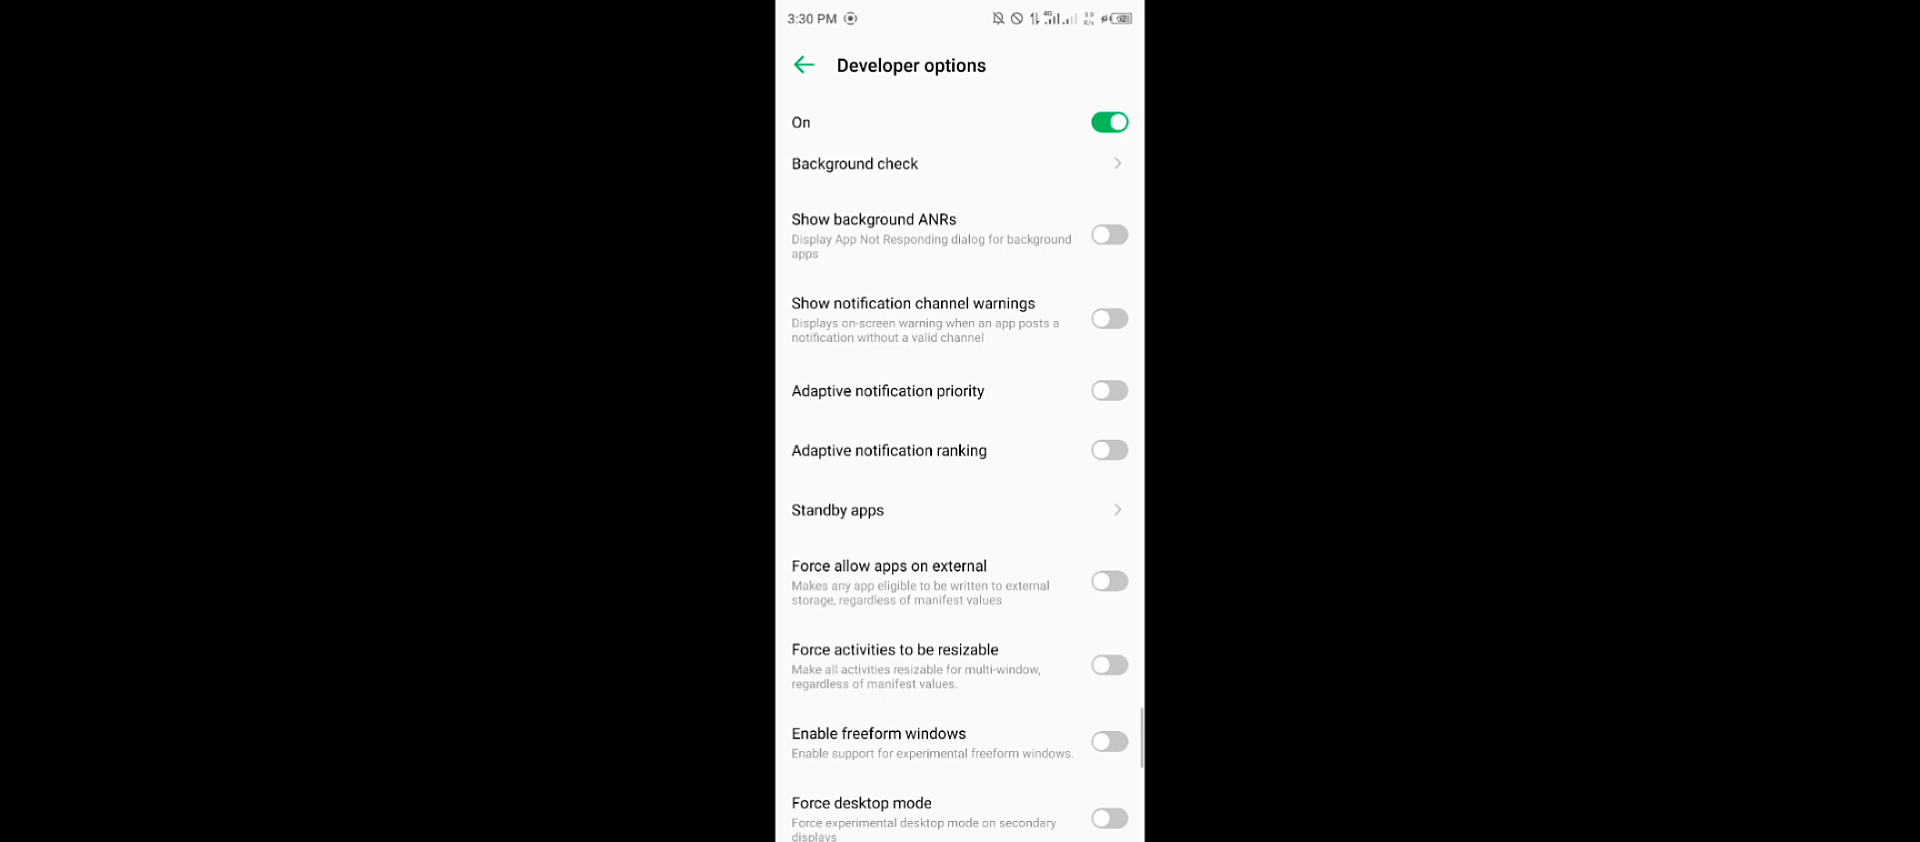 3:30 PM
4G
Developer options
On
Background check
Show background ANRs
Display App Not Responding dialog for background
apps
Show notification channel warnings
Displays on-screen warning when an app posts a
notification without a valid channel
Adaptive notification priority
Adaptive notification ranking
Standby apps
Force allow apps on external
Makes any app eligible to be written to external
storage, regardless of manifest values
Force activities to be resizable
Make all activities resizable for multi-window,
regardless of manifest values.
Enable freeform windows
Enable support for experimental freeform windows.
Force desktop mode
Force experimental desktop mode on secondary
displays